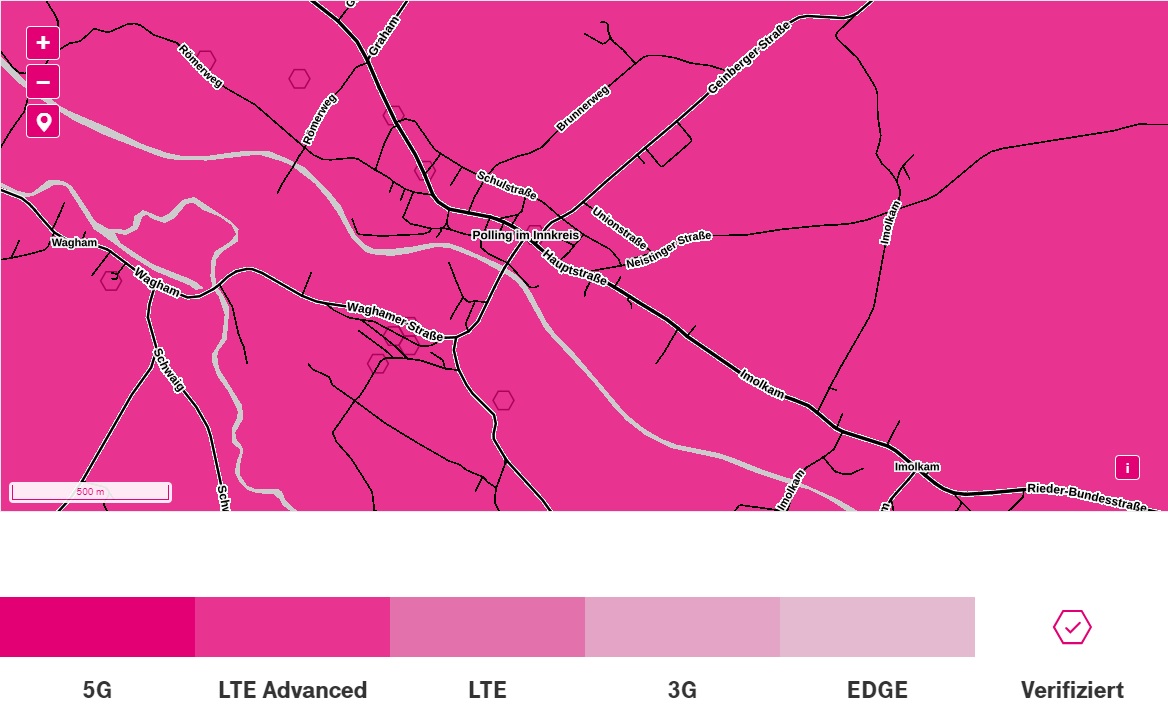 G
Graham
+
Geinberger-Straße
Römerweg
−
Brunnerweg
Römerweg
Schulstraße
Unionstraße
Imolkam
Polling im Innkreis
Neistinger Straße
Wagham
Hauptstraße
Wagham
Waghamer Straße
Schwaig
Imolkam
Imolkam
i
Imolkam
500 m
Schw
m
Rieder-Bundesstraße
5G
LTE Advanced
LTE
3G
EDGE
Verifiziert